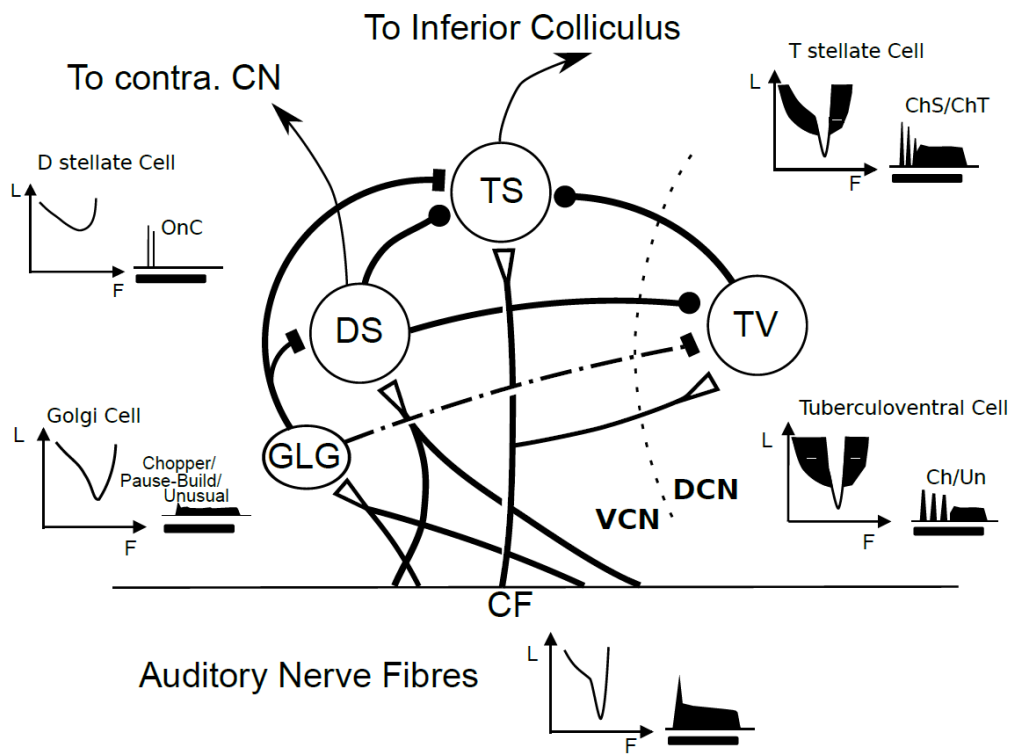 To Inferior Colliculus
To contra. CN
T stellate Cell
L
ChS/ChT
F
D stellate Cell
L
OnC
F
TS
DS
TV
GLG
Golgi Cell
L
Chopper/
Pause-Build/
Unusual
F
Tuberculoventral Cell
L
Ch/Un
F
DCN
VCN
CF
Auditory Nerve Fibres
L
F